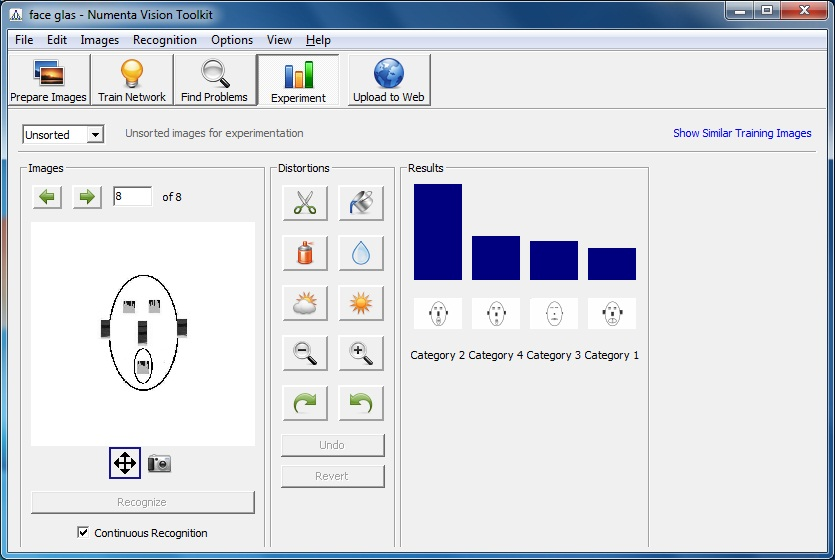 face glas - Numenta Vision Toolkit
File Edit Images Recognition Options View Help
Prepare Images Train Network Find Problems Experiment Upload to Web
Unsorted Unsorted images for experimentation Show Similar Training Images
Images Distortions Results
8 of 8
Category 2 Category 4 Category 3 Category 1
Undo
Revert
Recognize
Continuous Recognition